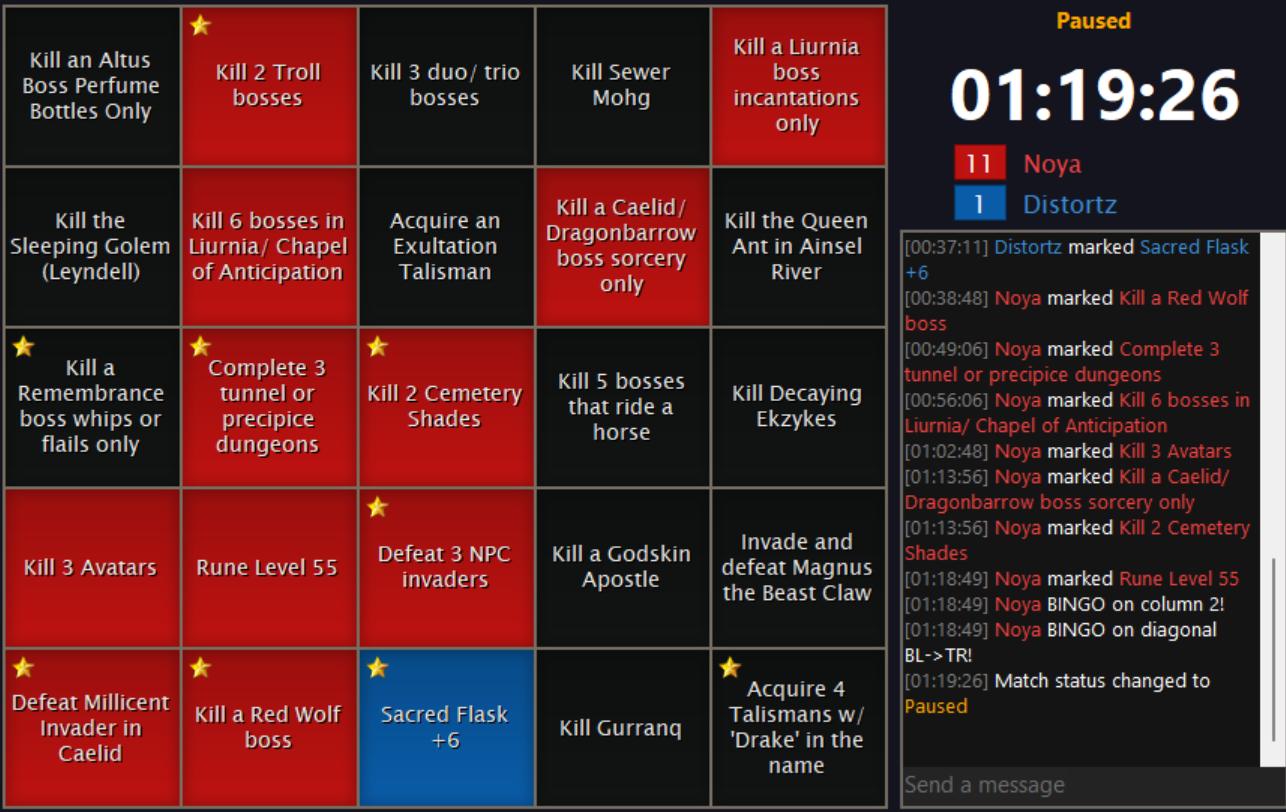 Kill an Altus
Boss Perfume
Bottles Only
Kill 2 Troll
bosses
Kill 3 duo/ trio
bosses
Kill Sewer
Mohg
Kill a Liurnia
boss
incantations
only
Kill the
Sleeping Golem
(Leyndell)
Kill 6 bosses in
Liurnia/ Chapel
of Anticipation
Acquire an
Exultation
Talisman
Kill a Caelid/
Dragonbarrow
boss sorcery
only
Kill the Queen
Ant in Ainsel
River
Kill a
Remembrance
boss whips or
flails only
Complete 3
tunnel or
precipice
dungeons
Kill 2 Cemetery
Shades
Kill 5 bosses
that ride a
horse
Kill Decaying
Ekzykes
Kill 3 Avatars
Rune Level 55
Defeat 3 NPC
invaders
Kill a Godskin
Apostle
Invade and
defeat Magnus
the Beast Claw
Defeat Millicent
Invader in
Caelid
Kill a Red Wolf
boss
Sacred Flask
+6
Kill Gurranq
Acquire 4
Talismans w/
'Drake' in the
name
Paused
01:19:26
11 Noya
1 Distortz
[00:37:11] Distortz marked Sacred Flask
+6
[00:38:48] Noya marked Kill a Red Wolf
boss
[00:49:06] Noya marked Complete 3
tunnel or precipice dungeons
[00:56:06] Noya marked Kill 6 bosses in
Liurnia/ Chapel of Anticipation
[01:02:48] Noya marked Kill 3 Avatars
[01:13:56] Noya marked Kill a Caelid/
Dragonbarrow boss sorcery only
[01:13:56] Noya marked Kill 2 Cemetery
Shades
[01:18:49] Noya marked Rune Level 55
[01:18:49] Noya BINGO on column 2!
[01:18:49] Noya BINGO on diagonal
BL->TR!
[01:19:26] Match status changed to
Paused
Send a message